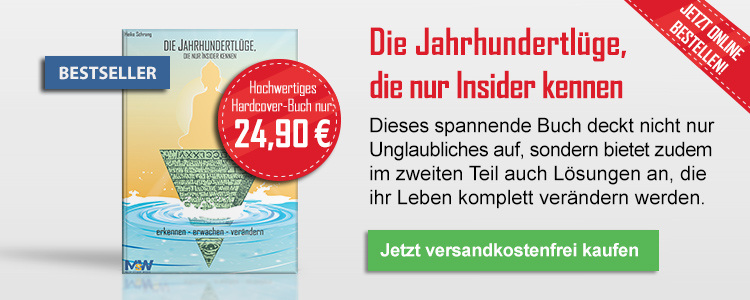 Heiko Schrang
DIE JAHRHUNDERTLÜGE,
DIE NUR INSIDER KENNEN
BESTSELLER
Hochwertiges
Hardcover-Buch nur:
24,90 €
erkennen - erwachen - verändern
MW
JETZT ONLINE
BESTELLEN!
Die Jahrhundertlüge,
die nur Insider kennen
Dieses spannende Buch deckt nicht nur
Unglaubliches auf, sondern bietet zudem
im zweiten Teil auch Lösungen an, die
ihr Leben komplett verändern werden.
Jetzt versandkostenfrei kaufen